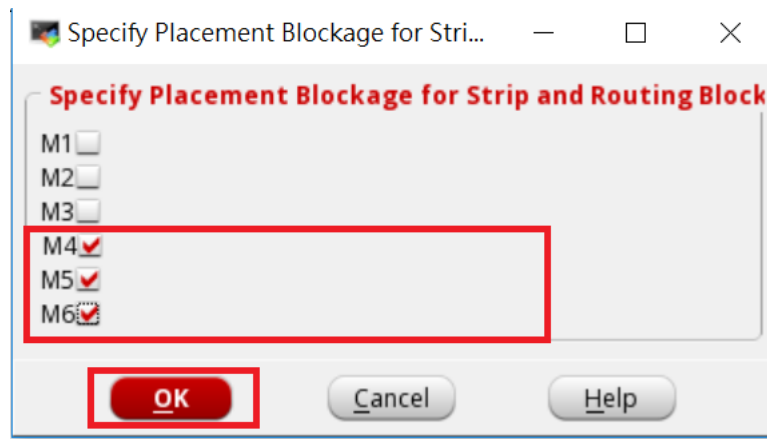 Specify Placement Blockage for Stri...
Specify Placement Blockage for Strip and Routing Block
M1
M2
M3
M4
M5
M6
OK Cancel Help